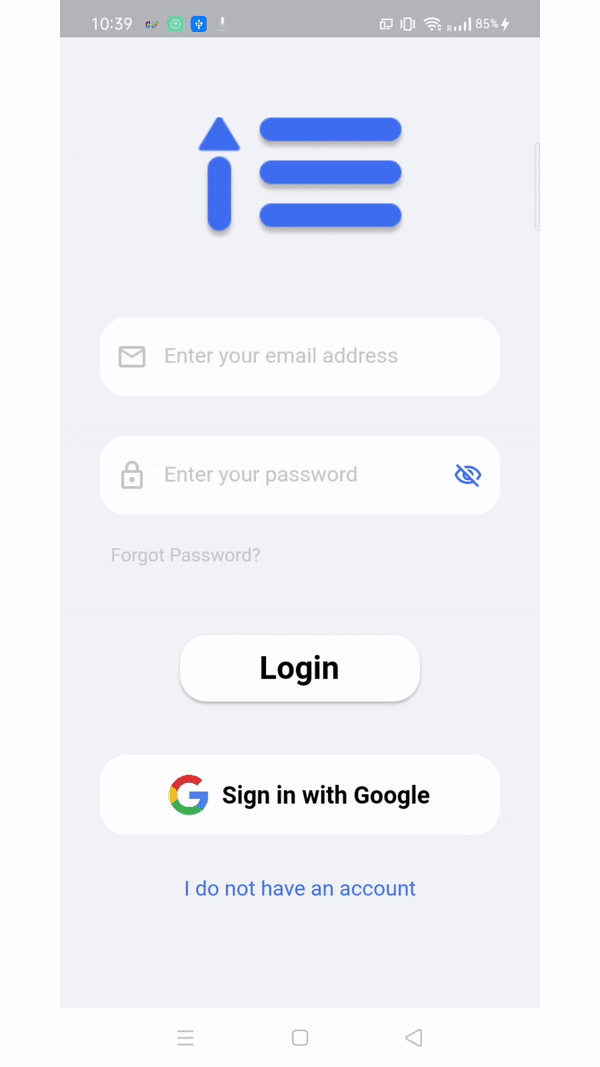 10:39
R
85%
Enter your email address
Enter your password
Forgot Password?
Login
Sign in with Google
I do not have an account